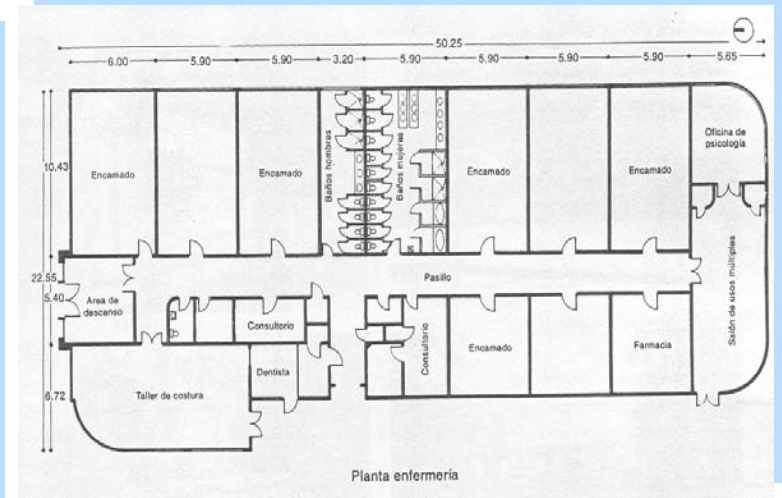 50.25
6.00 5.90 5.90 3.20 5.90 5.90 5.90 5.90 5.65
10.43
22.55
5.40
6.72
Encamado
Encamado
Baños hombres
Baños mujeres
Encamado
Encamado
Oficina de
psicología
Pasillo
Area de
descanso
Consultorio
Consultorio
Encamado
Farmacia
Salón de usos múltiples
Dentista
Taller de costura
Planta enfermería